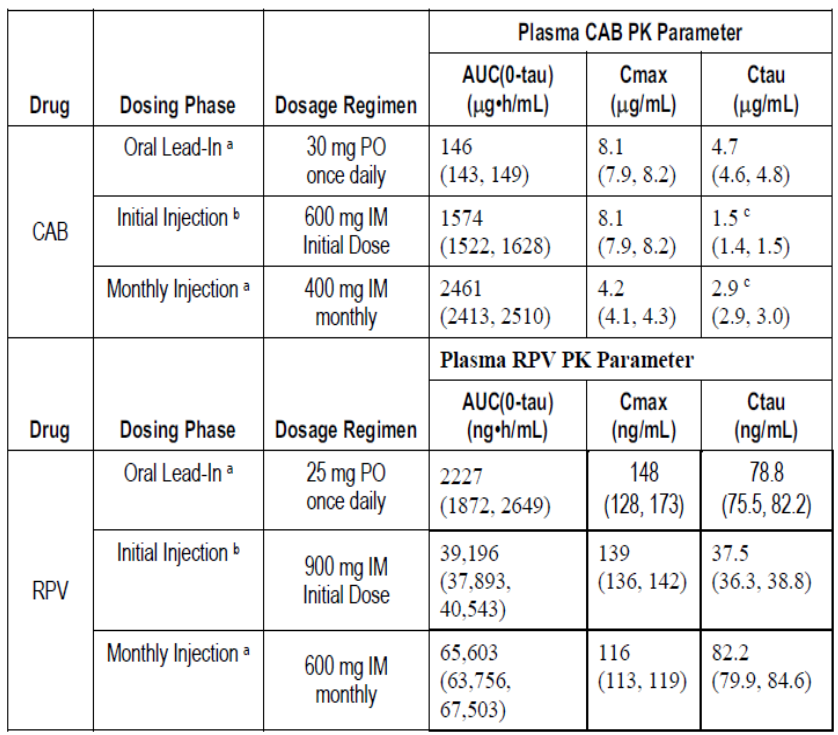 Plasma CAB PK Parameter
Drug Dosing Phase Dosage Regimen AUC(0-tau) (µg•h/mL) Cmax (µg/mL) Ctau (µg/mL)
CAB
Oral Lead-In a 30 mg PO once daily 146 (143, 149) 8.1 (7.9, 8.2) 4.7 (4.6, 4.8)
Initial Injection b 600 mg IM Initial Dose 1574 (1522, 1628) 8.1 (7.9, 8.2) 1.5 c (1.4, 1.5)
Monthly Injection a 400 mg IM monthly 2461 (2413, 2510) 4.2 (4.1, 4.3) 2.9 c (2.9, 3.0)
Plasma RPV PK Parameter
Drug Dosing Phase Dosage Regimen AUC(0-tau) (ng•h/mL) Cmax (ng/mL) Ctau (ng/mL)
RPV
Oral Lead-In a 25 mg PO once daily 2227 (1872, 2649) 148 (128, 173) 78.8 (75.5, 82.2)
Initial Injection b 900 mg IM Initial Dose 39,196 (37,893, 40,543) 139 (136, 142) 37.5 (36.3, 38.8)
Monthly Injection a 600 mg IM monthly 65,603 (63,756, 67,503) 116 (113, 119) 82.2 (79.9, 84.6)